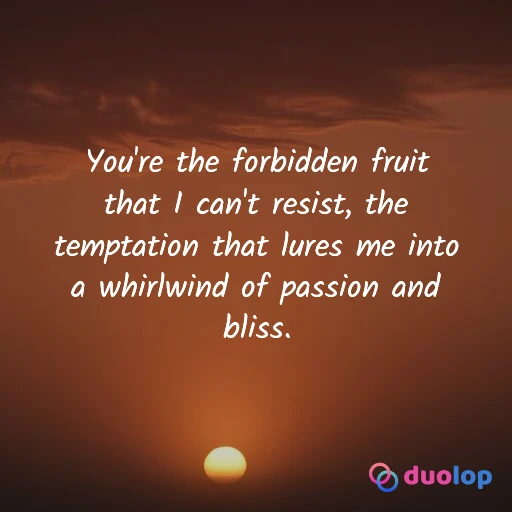 You're the forbidden fruit
that I can't resist, the
temptation that lures me into
a whirlwind of passion and
bliss.
duolop